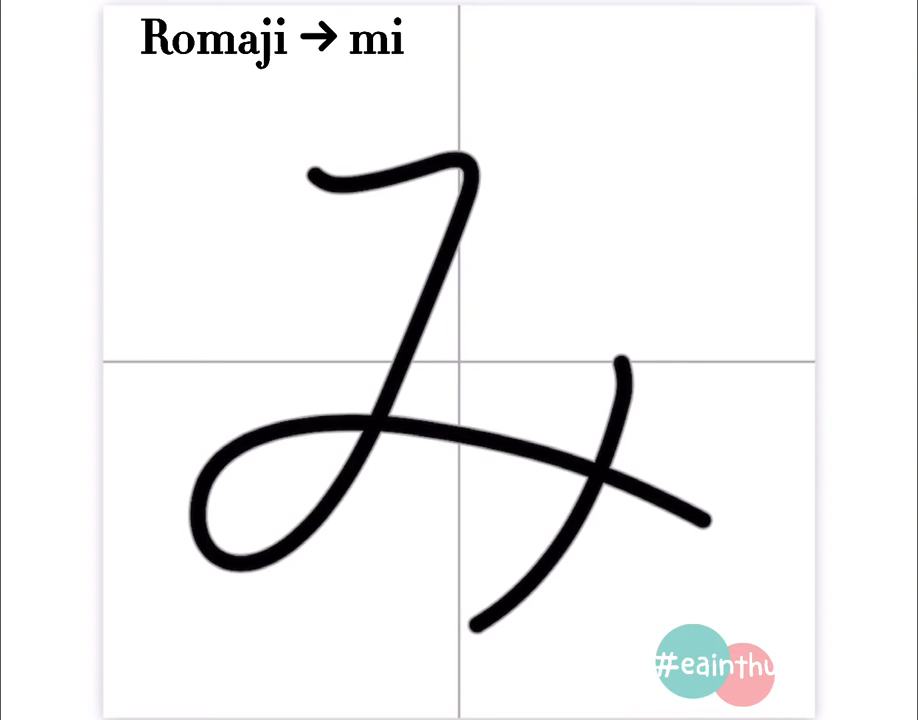 Romaji → mi
み
#eainthu